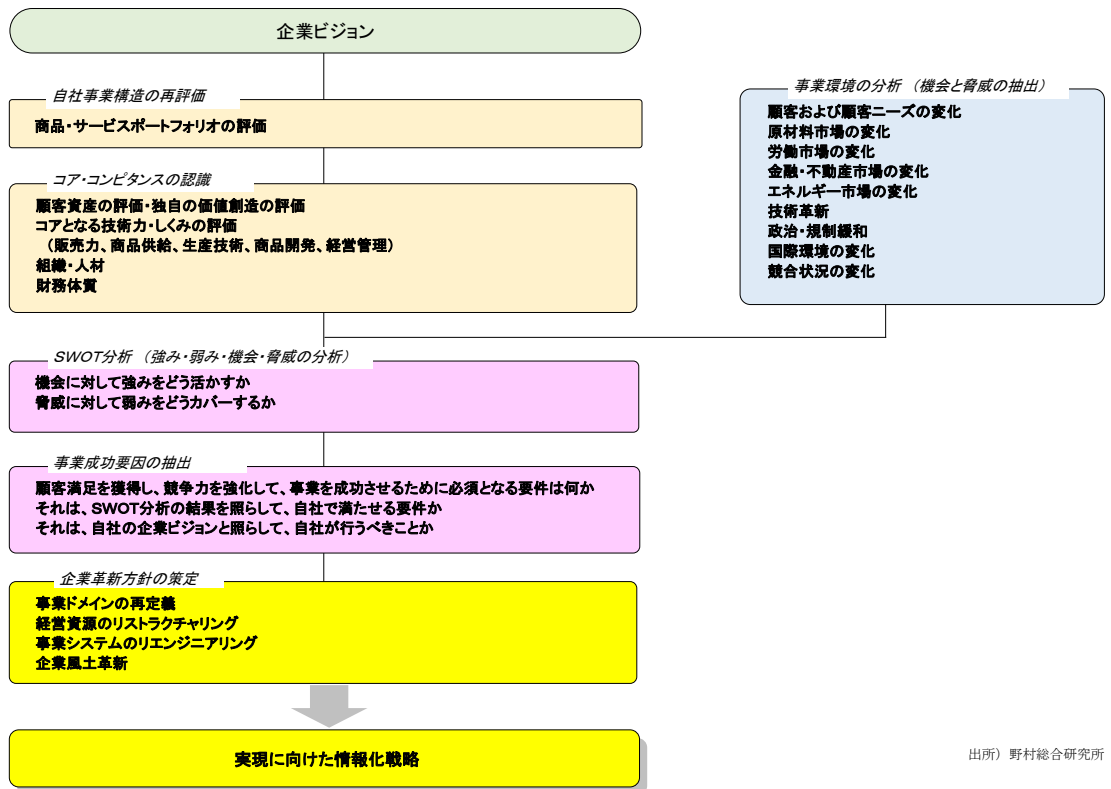 企業ビジョン
自社事業構造の再評価
商品・サービスポートフォリオの評価
コア・コンピタンスの認識
顧客資産の評価・独自の価値創造の評価
コアとなる技術力・しくみの評価
（販売力、商品供給、生産技術、商品開発、経営管理）
組織・人材
財務体質
事業環境の分析 （機会と脅威の抽出）
顧客および顧客ニーズの変化
原材料市場の変化
労働市場の変化
金融・不動産市場の変化
エネルギー市場の変化
技術革新
政治・規制緩和
国際環境の変化
競合状況の変化
SWOT分析 （強み・弱み・機会・脅威の分析）
機会に対して強みをどう活かすか
脅威に対して弱みをどうカバーするか
事業成功要因の抽出
顧客満足を獲得し、競争力を強化して、事業を成功させるために必須となる要件は何か
それは、SWOT分析の結果を照らして、自社で満たせる要件か
それは、自社の企業ビジョンと照らして、自社が行うべきことか
企業革新方針の策定
事業ドメインの再定義
経営資源のリストラクチャリング
事業システムのリエンジニアリング
企業風土革新
実現に向けた情報化戦略
出所）野村総合研究所